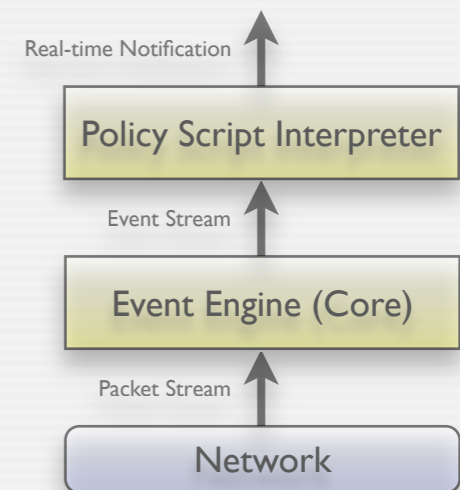 Real-time Notification
Policy Script Interpreter
Event Stream
Event Engine (Core)
Packet Stream
Network